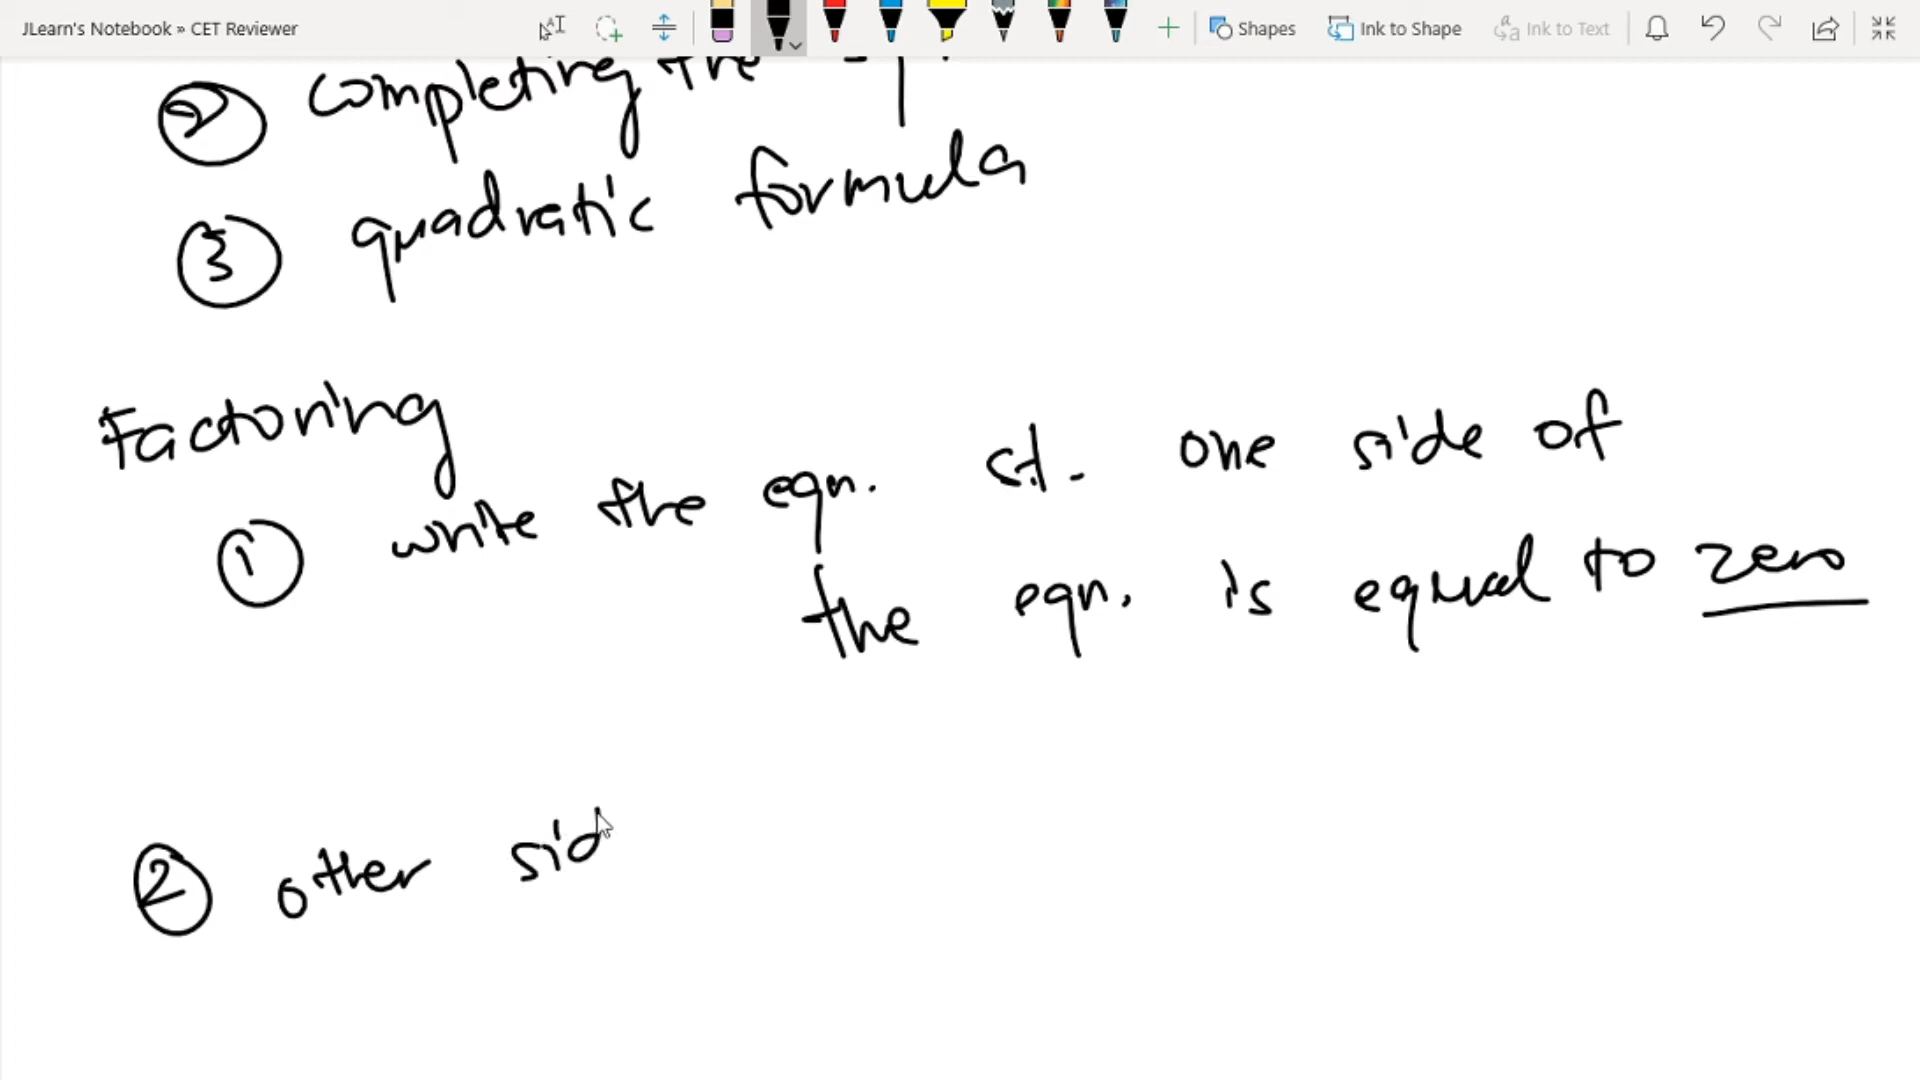 JLearn's Notebook » CET Reviewer
Shapes
Ink to Shape
Ink to Text
② completing the
③ quadratic formula
Factoring
① write the eqn. st. one side of
the eqn. is equal to zero
② other sid